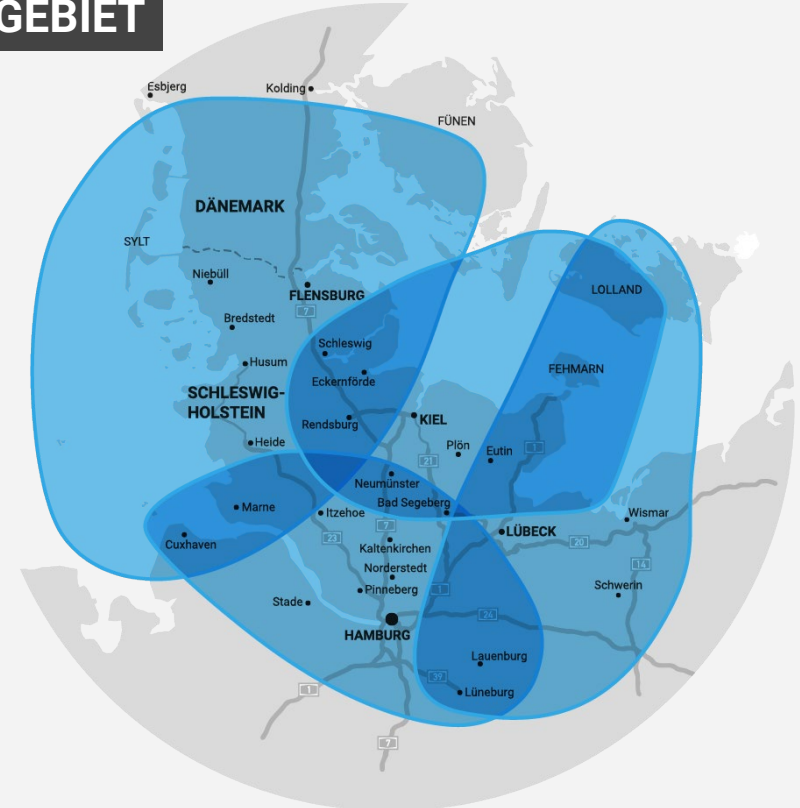 GEBIET
Esbjerg
Kolding
FÜNEN
DÄNEMARK
SYLT
Niebüll
FLENSBURG
7
LOLLAND
Bredstedt
Schleswig
Husum
FEHMARN
Eckernförde
SCHLESWIG-
HOLSTEIN
Rendsburg
KIEL
Heide
Plön
Eutin
1
21
Neumünster
Bad Segeberg
Marne
Itzehoe
Wismar
7
LÜBECK
Cuxhaven
23
20
Kaltenkirchen
14
Norderstedt
Pinneberg
1
Schwerin
Stade
24
HAMBURG
Lauenburg
39
1
Lüneburg
7